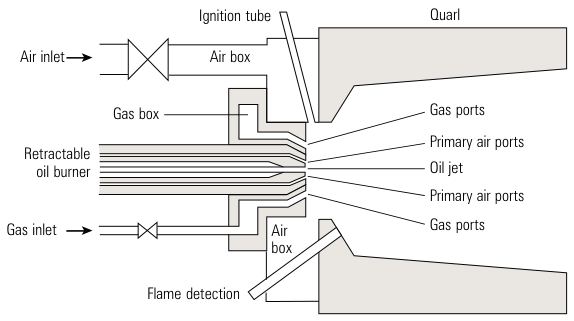 Ignition tube
Quarl
Air inlet
Air box
Gas box
Gas ports
Primary air ports
Retractable
oil burner
Oil jet
Primary air ports
Gas ports
Gas inlet
Air
box
Flame detection